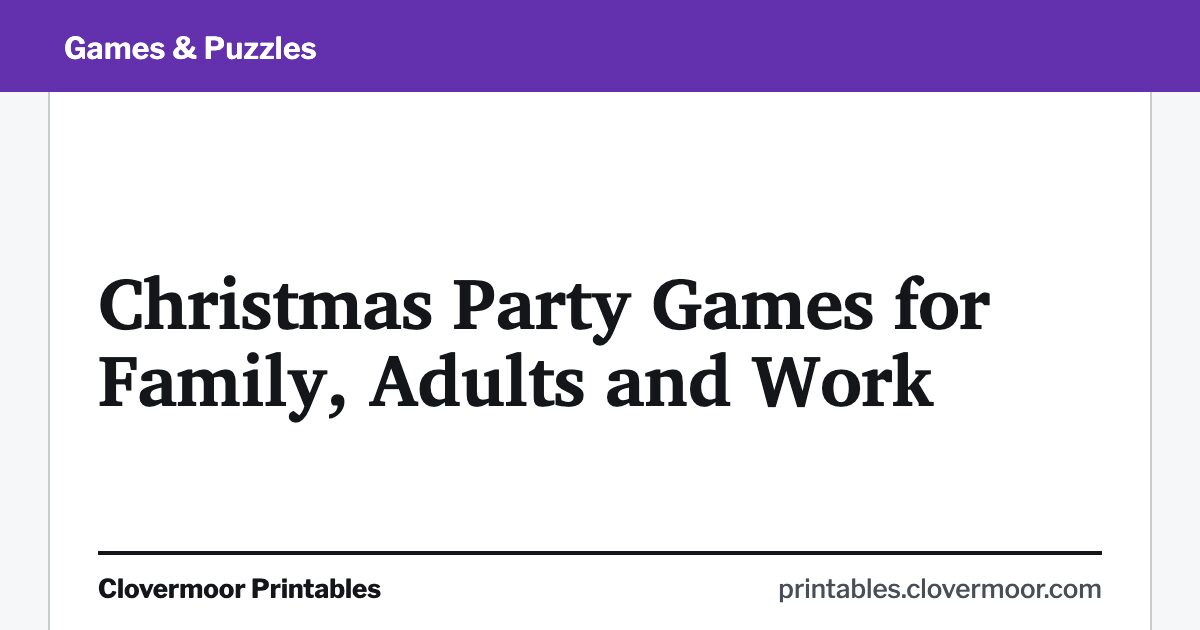 Games & Puzzles
Christmas Party Games for
Family, Adults and Work
Clovermoor Printables
printables.clovermoor.com